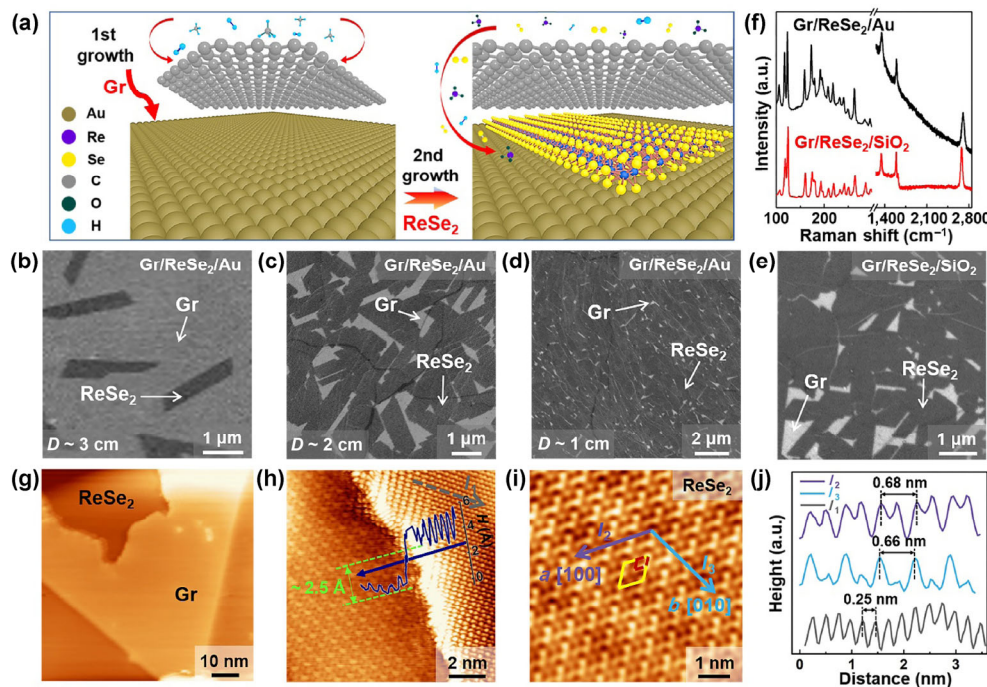 (a)
1st
growth
Gr
Au
Re
Se
C
O
H
2nd
growth
ReSe₂
(f)
Gr/ReSe₂/Au
Gr/ReSe₂/SiO₂
Intensity (a.u.)
100 200 1,400 2,100 2,800
Raman shift (cm⁻¹)
(b)
Gr/ReSe₂/Au
Gr
ReSe₂
D ~ 3 cm
1 μm
(c)
Gr/ReSe₂/Au
Gr
ReSe₂
D ~ 2 cm
1 μm
(d)
Gr/ReSe₂/Au
Gr
ReSe₂
D ~ 1 cm
2 μm
(e)
Gr/ReSe₂/SiO₂
Gr
ReSe₂
1 μm
(g)
ReSe₂
Gr
10 nm
(h)
6
4
2
0
H (Å)
~ 2.5 Å
2 nm
(i)
ReSe₂
l₂
l₃
a [100]
b [010]
1 nm
(j)
l₂
l₃
l₁
0.68 nm
0.66 nm
0.25 nm
Height (a.u.)
0 1 2 3
Distance (nm)